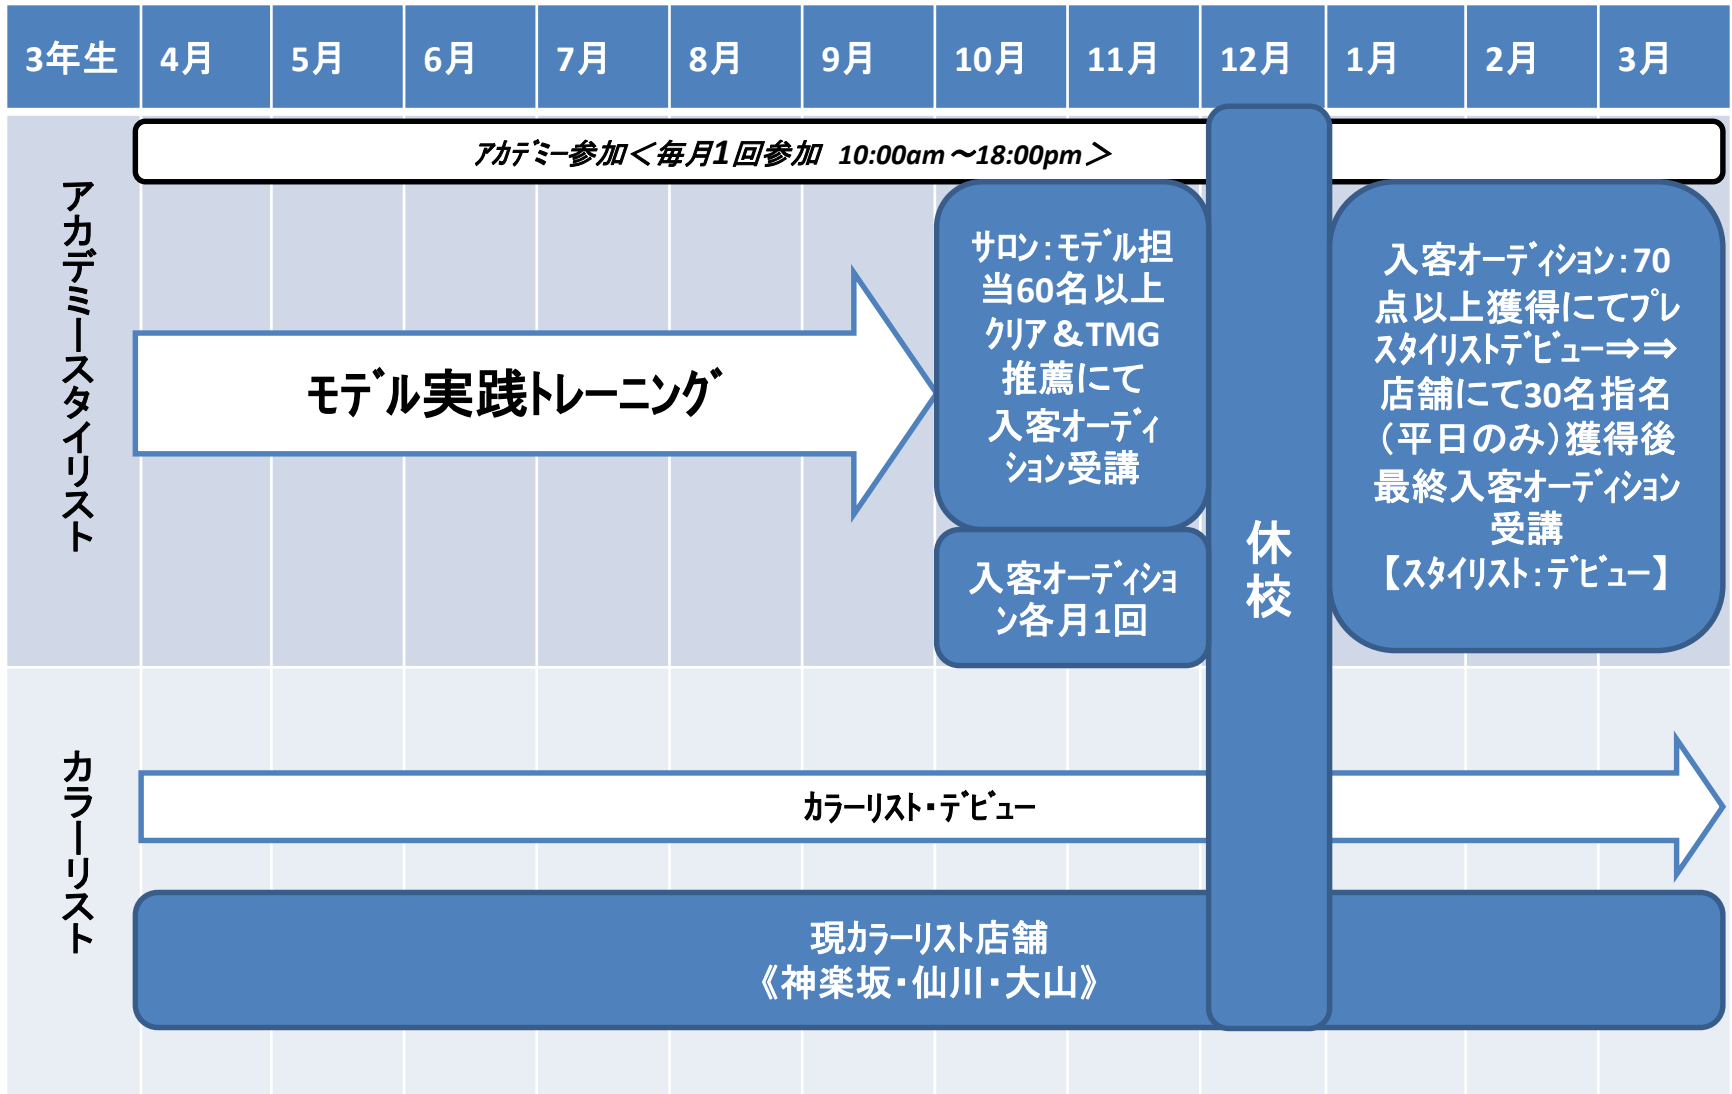 3年生 4月 5月 6月 7月 8月 9月 10月 11月 12月 1月 2月 3月
ｱｶﾃﾞﾐｰ参加＜毎月1回参加 10:00am～18:00pm＞
アカデミースタイリスト
モデル実践トレーニング
サロン：モデル担
当60名以上
ｸﾘｱ＆TMG
推薦にて
入客オーディ
ｼｮﾝ受講
入客オーディショ
ﾝ各月1回
休
校
入客オーディション：70
点以上獲得にてプレ
スタイリストデビュー⇒⇒
店舗にて30名指名
（平日のみ）獲得後
最終入客オーディション
受講
【スタイリスト：デビュー】
カラーリスト
ｶﾗｰﾘｽﾄ・デビュー
現カラーリスト店舗
《神楽坂・仙川・大山》